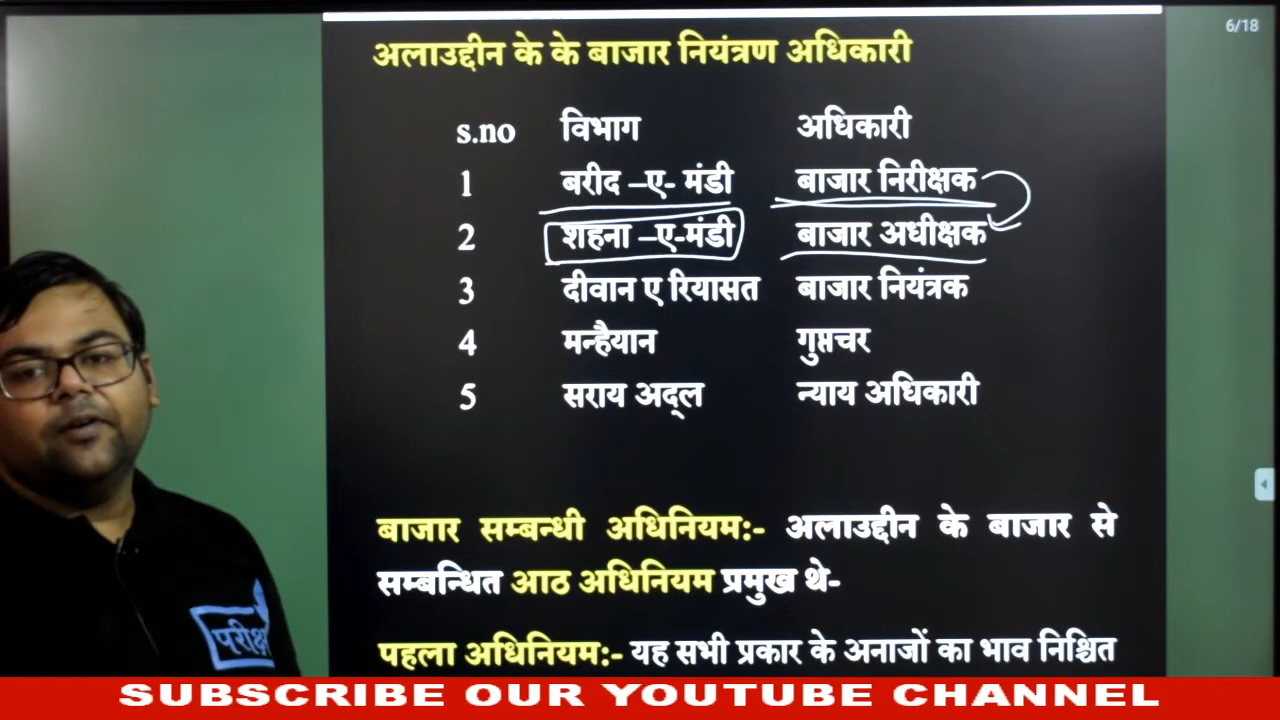 6/18
अलाउद्दीन के के बाजार नियंत्रण अधिकारी
s.no विभाग अधिकारी
1 बरीद –ए- मंडी बाजार निरीक्षक
2 शहना –ए-मंडी बाजार अधीक्षक
3 दीवान ए रियासत बाजार नियंत्रक
4 मन्हैयान गुप्तचर
5 सराय अद्‌ल न्याय अधिकारी
बाजार सम्बन्धी अधिनियम:- अलाउद्दीन के बाजार से
सम्बन्धित आठ अधिनियम प्रमुख थे-
पहला अधिनियम:- यह सभी प्रकार के अनाजों का भाव निश्चित
परीक्षा
SUBSCRIBE OUR YOUTUBE CHANNEL